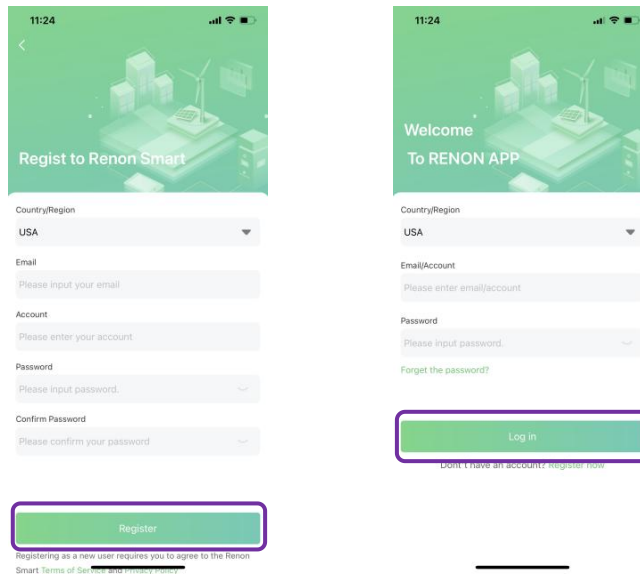 11:24
Regist to Renon Smart
Country/Region
USA
Email
Please input your email
Account
Please enter your account
Password
Please input password.
Confirm Password
Please confirm your password
Register
Registering as a new user requires you to agree to the Renon
Smart Terms of Service and Privacy Policy
11:24
Welcome
To RENON APP
Country/Region
USA
Email/Account
Please enter email/account
Password
Please input password.
Forget the password?
Log in
Dont't have an account? Register now